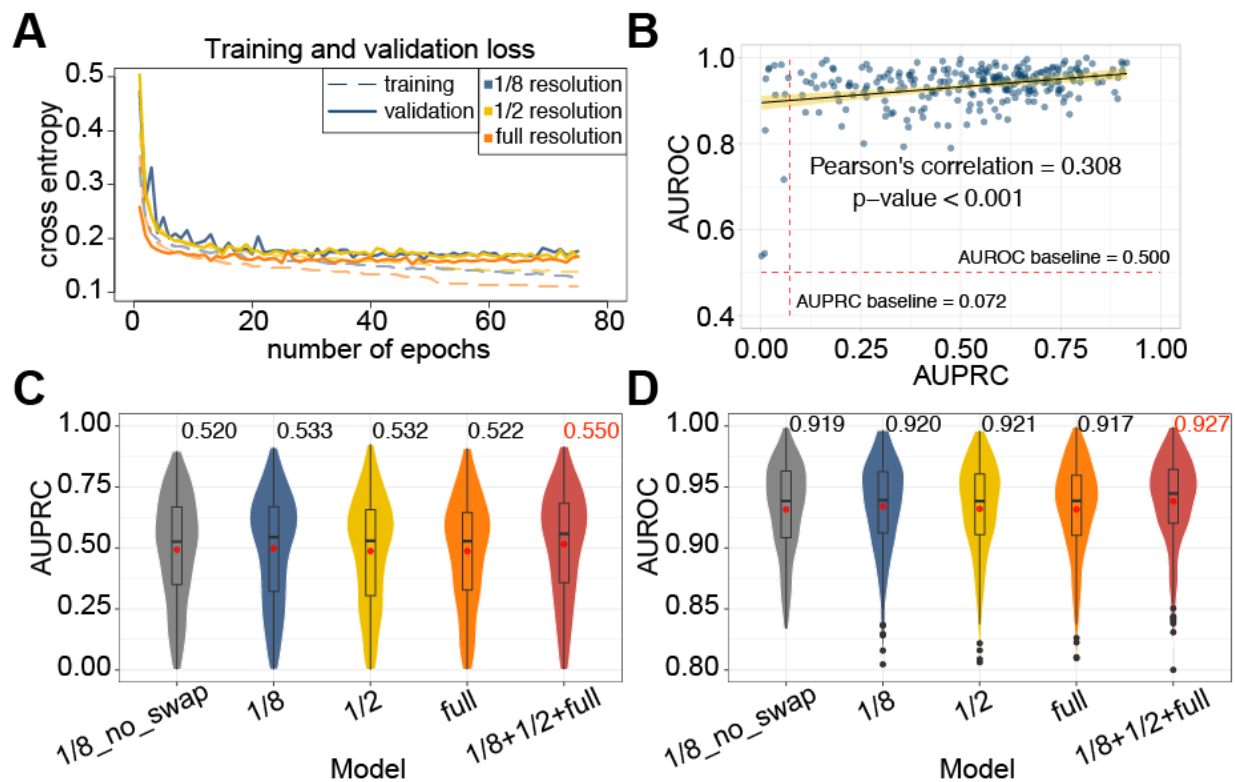 A
Training and validation loss
0.5
0.4
0.3
0.2
0.1
cross entropy
training
validation
1/8 resolution
1/2 resolution
full resolution
0
20
40
60
80
number of epochs
B
1.0
0.9
0.8
0.7
0.6
0.5
0.4
AUROC
Pearson's correlation = 0.308
p−value < 0.001
AUROC baseline = 0.500
AUPRC baseline = 0.072
0.00
0.25
0.50
0.75
1.00
AUPRC
C
1.00
0.75
0.50
0.25
0.00
AUPRC
0.520
0.533
0.532
0.522
0.550
1/8_no_swap
1/8
1/2
full
1/8+1/2+full
Model
D
1.00
0.95
0.90
0.85
0.80
AUROC
0.919
0.920
0.921
0.917
0.927
1/8_no_swap
1/8
1/2
full
1/8+1/2+full
Model